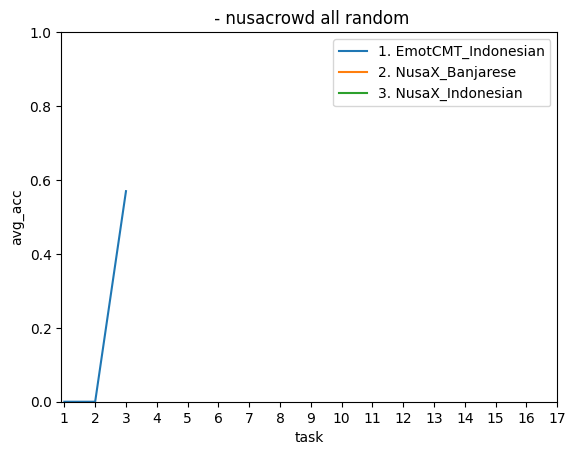 - nusacrowd all random
1. EmotCMT_Indonesian
2. NusaX_Banjarese
3. NusaX_Indonesian
1.0
0.8
0.6
0.4
0.2
0.0
avg_acc
1 2 3 4 5 6 7 8 9 10 11 12 13 14 15 16 17
task